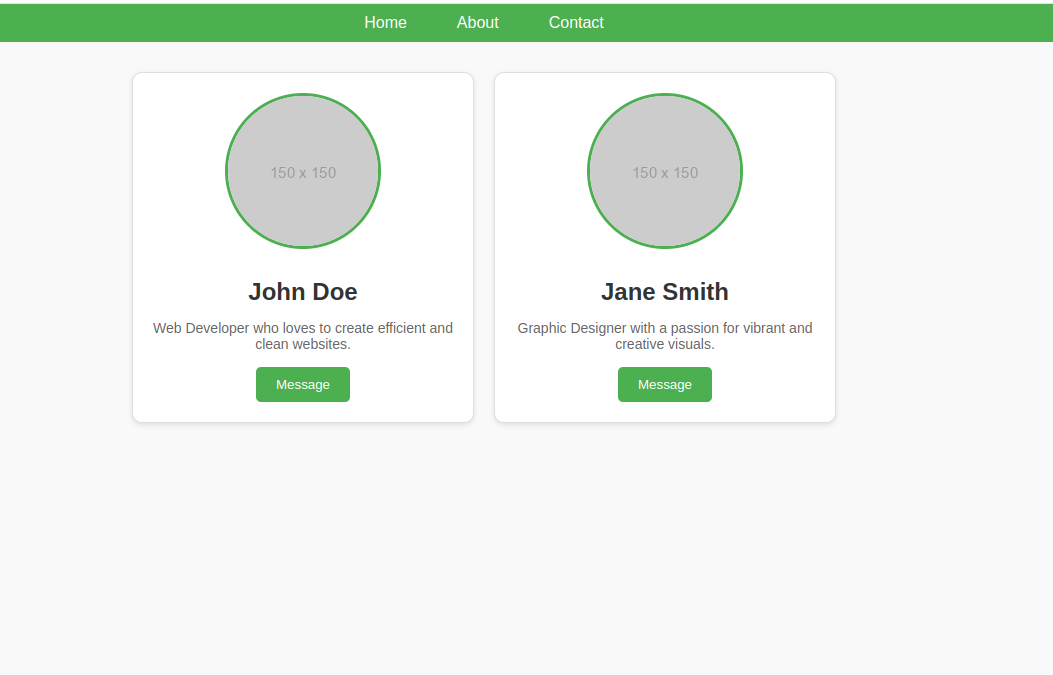 Home About Contact
150 x 150
John Doe
Web Developer who loves to create efficient and
clean websites.
Message
150 x 150
Jane Smith
Graphic Designer with a passion for vibrant and
creative visuals.
Message